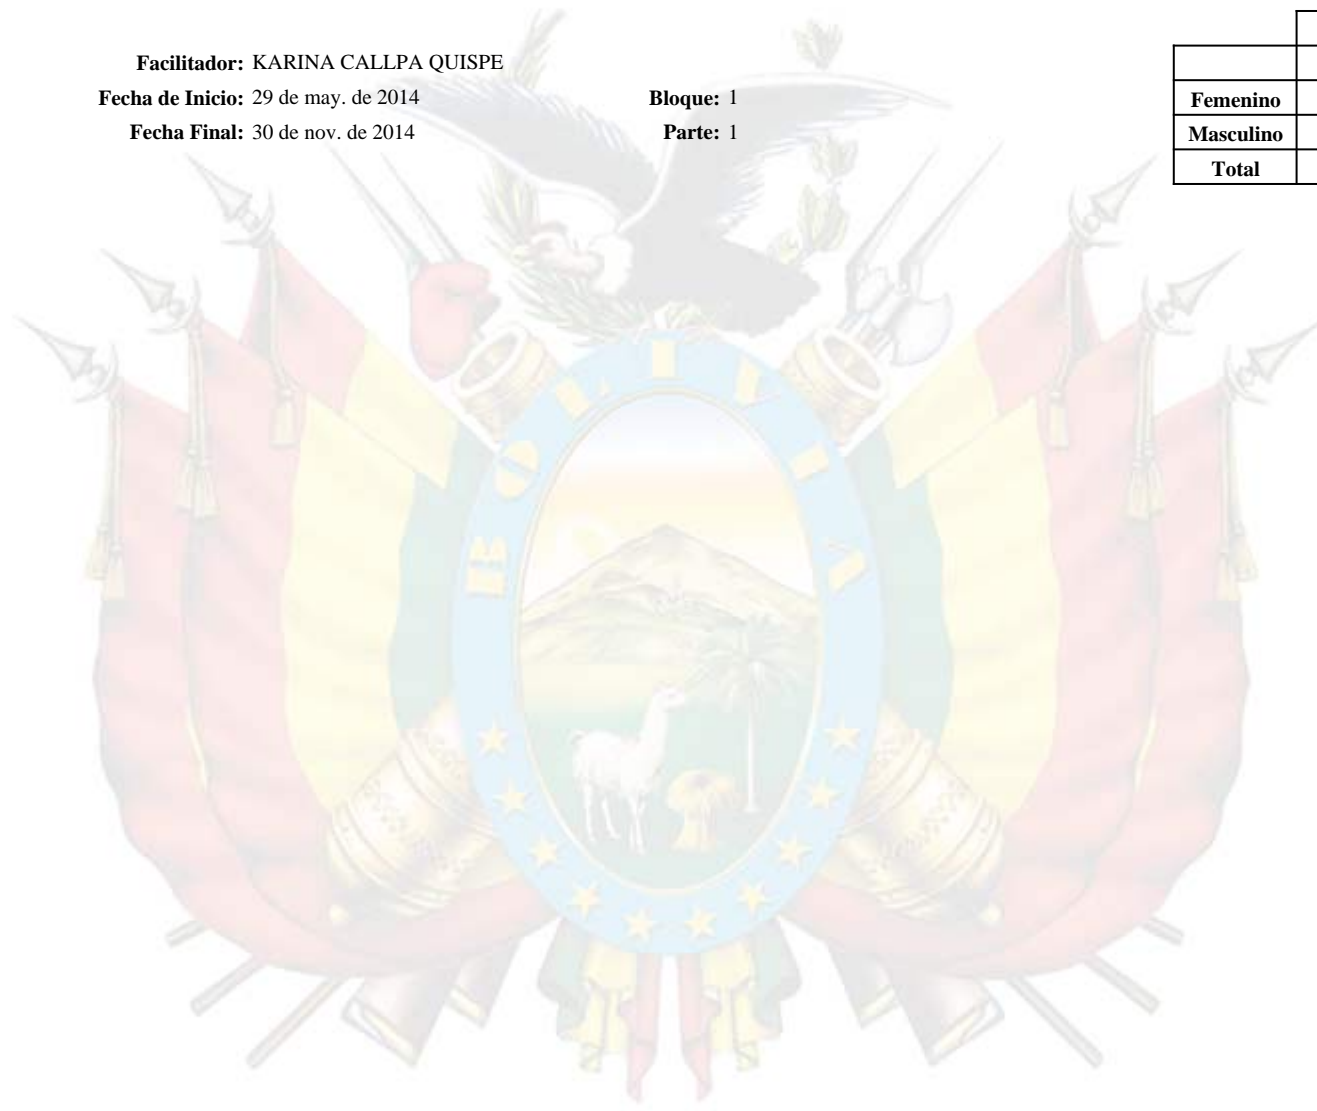 Facilitador: KARINA CALLPA QUISPE
Fecha de Inicio: 29 de may. de 2014 Bloque: 1
Fecha Final: 30 de nov. de 2014 Parte: 1
Femenino
Masculino
Total
BOLIVIA